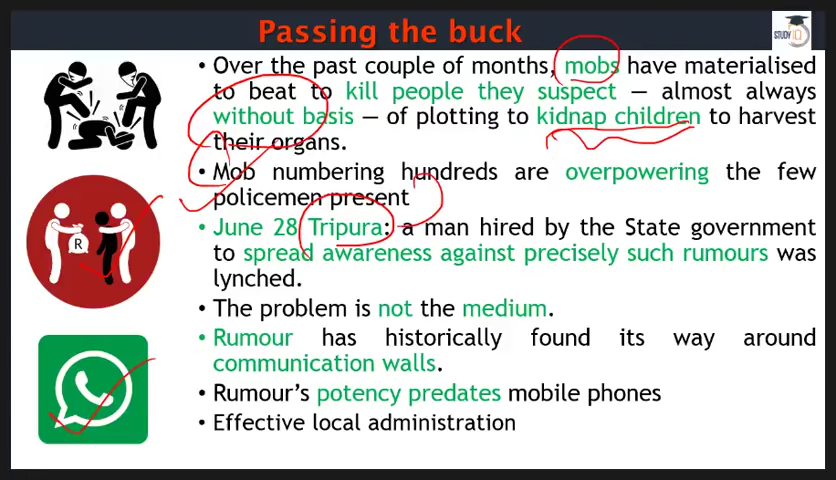 Passing the buck
STUDY IQ
• Over the past couple of months, mobs have materialised
to beat to kill people they suspect — almost always
without basis — of plotting to kidnap children to harvest
their organs.
• Mob numbering hundreds are overpowering the few
policemen present
• June 28 Tripura: a man hired by the State government
to spread awareness against precisely such rumours was
lynched.
• The problem is not the medium.
• Rumour has historically found its way around
communication walls.
• Rumour's potency predates mobile phones
• Effective local administration
R